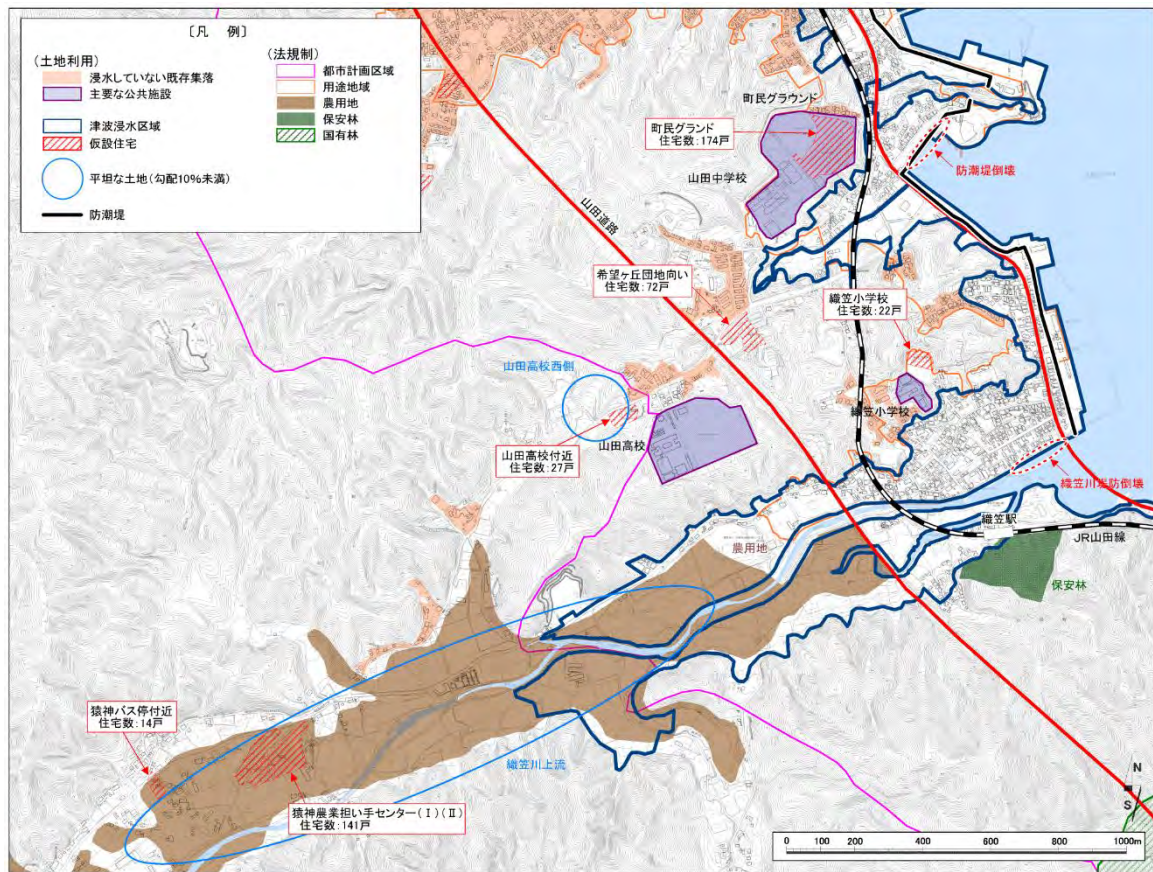 〔凡 例〕
（土地利用）
浸水していない既存集落
主要な公共施設
津波浸水区域
仮設住宅
平坦な土地（勾配10％未満）
防潮堤
（法規制）
都市計画区域
用途地域
農用地
保安林
国有林
町民グラウンド
町民グランド
住宅数：174戸
防潮堤倒壊
山田中学校
山田道路
希望ヶ丘団地向い
住宅数：72戸
織笠小学校
住宅数：22戸
山田高校西側
織笠小学校
山田高校
山田高校付近
住宅数：27戸
織笠川堤防倒壊
織笠駅
JR山田線
農用地
保安林
猿神バス停付近
住宅数：14戸
織笠川上流
猿神農業担い手センター（Ⅰ）（Ⅱ）
住宅数：141戸
N
S
0 200 400 600 800 1000m